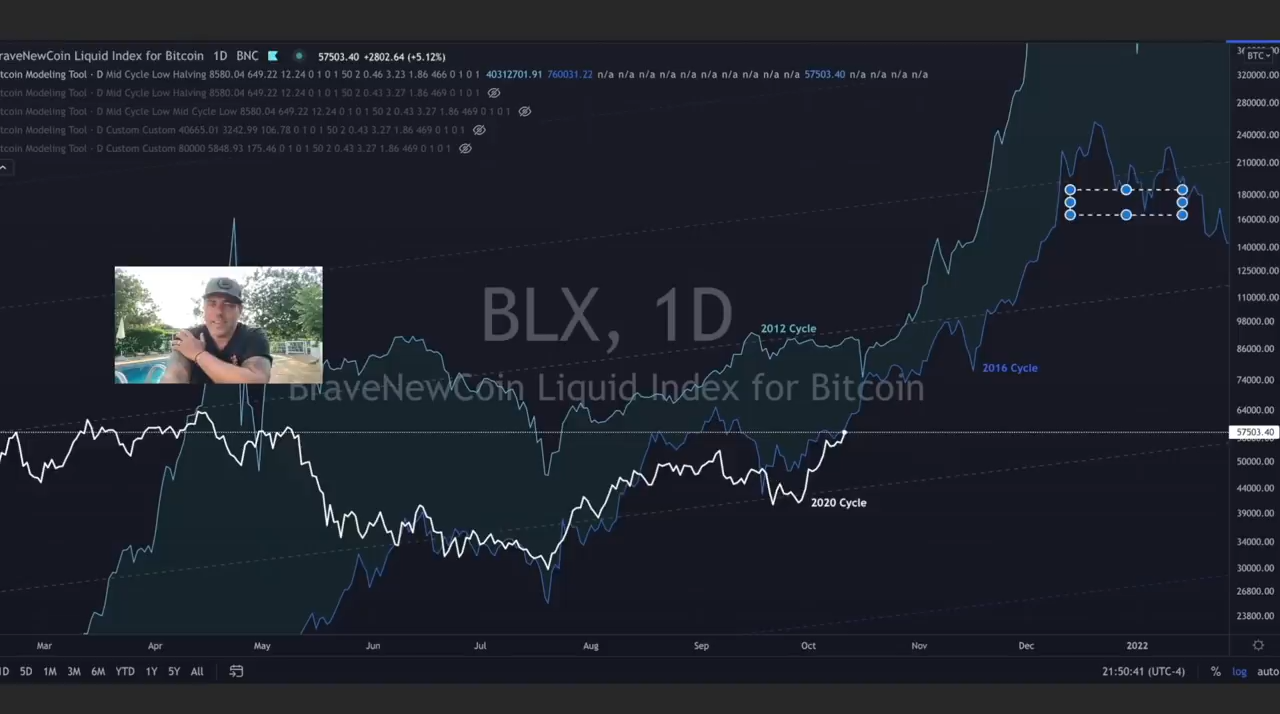 raveNewCoin Liquid Index for Bitcoin 1D BNC 57503.40 +2802.64 (+5.12%)
tcoin Modeling Tool - D Mid Cycle Low Halving 8580.04 649.22 12.24 0 1 0 1 50 2 0.46 3.23 1.86 466 0 1 0 1 40312701.91 760031.22 n/a n/a n/a n/a n/a n/a n/a n/a n/a n/a 57503.40 n/a n/a n/a n/a
tcoin Modeling Tool - D Mid Cycle Low Halving 8580.04 649.22 12.24 0 1 0 1 50 2 0.43 3.27 1.86 469 0 1 0 1
tcoin Modeling Tool - D Mid Cycle Low Mid Cycle Low 8580.04 649.22 12.24 0 1 0 1 50 2 0.43 3.27 1.86 469 0 1 0 1
tcoin Modeling Tool - D Custom Custom 40665.01 3242.99 106.78 0 1 0 1 50 2 0.43 3.27 1.86 469 0 1 0 1
tcoin Modeling Tool - D Custom Custom 80000 5848.93 175.46 0 1 0 1 50 2 0.43 3.27 1.86 469 0 1 0 1
BTC
320000.00
280000.00
240000.00
210000.00
180000.00
160000.00
140000.00
125000.00
110000.00
98000.00
86000.00
74000.00
64000.00
57503.40
50000.00
44000.00
39000.00
34000.00
30000.00
26800.00
23800.00
BLX, 1D
BraveNewCoin Liquid Index for Bitcoin
2012 Cycle
2016 Cycle
2020 Cycle
Mar Apr May Jun Jul Aug Sep Oct Nov Dec 2022
1D 5D 1M 3M 6M YTD 1Y 5Y All 21:50:41 (UTC-4) % log auto